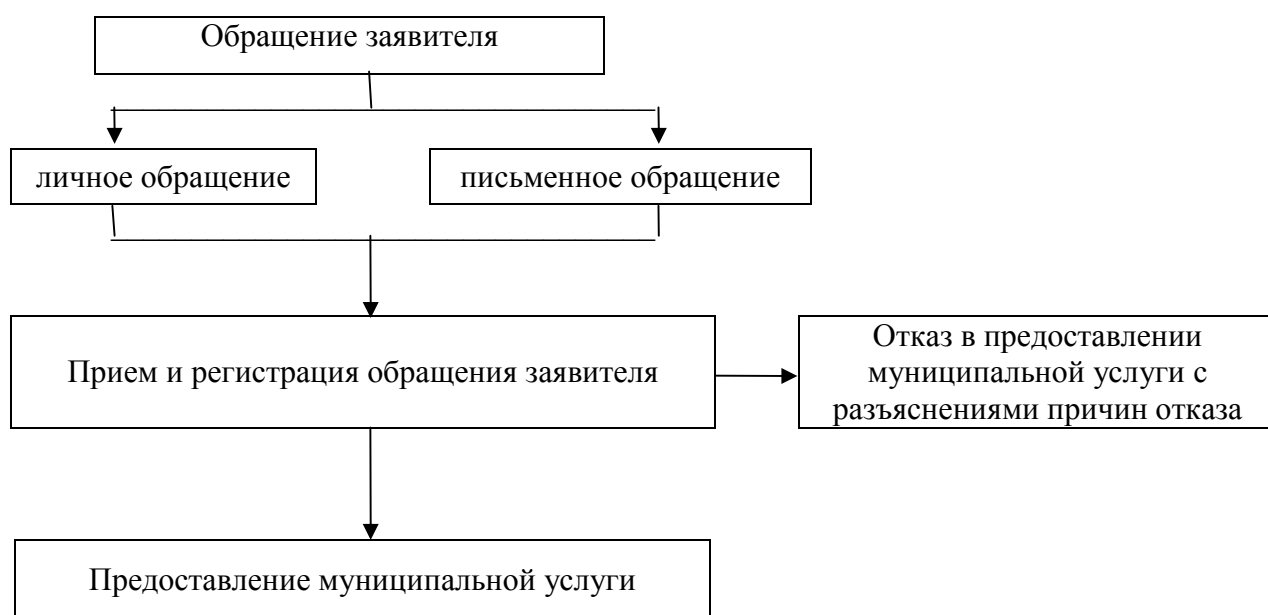 Обращение заявителя
личное обращение
письменное обращение
Прием и регистрация обращения заявителя
Отказ в предоставлении
муниципальной услуги с
разъяснениями причин отказа
Предоставление муниципальной услуги